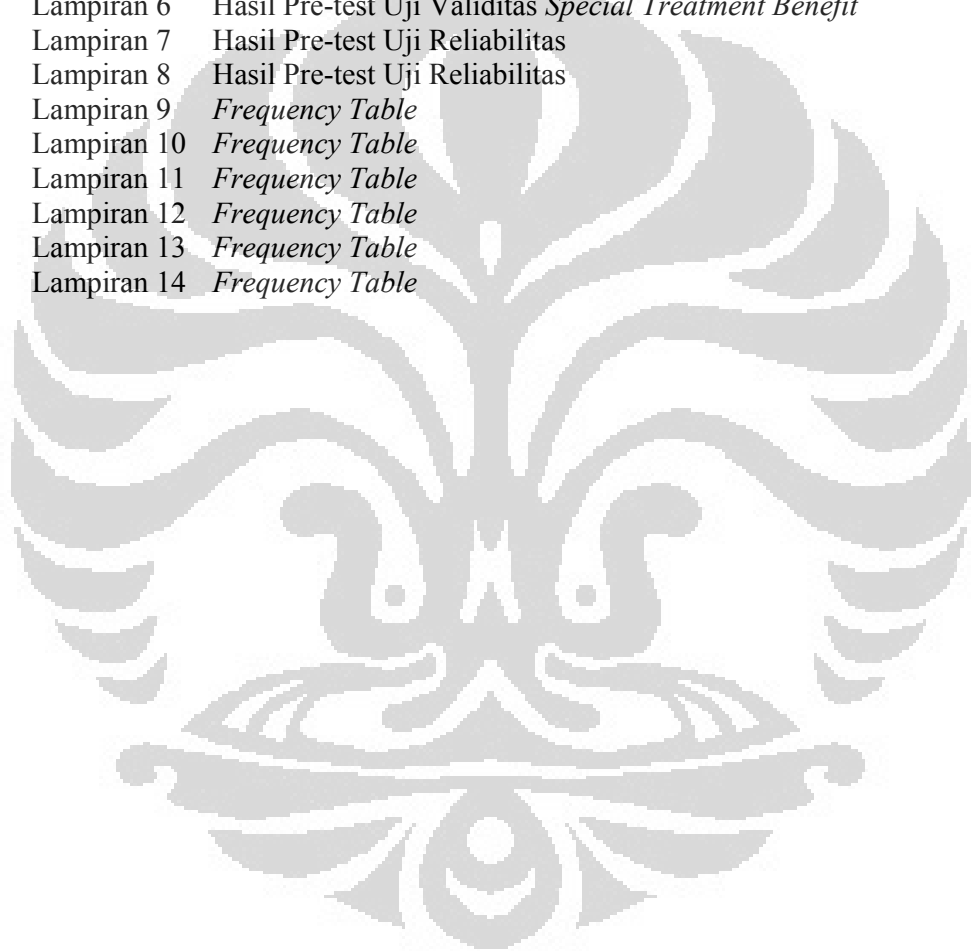 Lampiran 6 Hasil Pre-test Uji Validitas Special Treatment Benefit
Lampiran 7 Hasil Pre-test Uji Reliabilitas
Lampiran 8 Hasil Pre-test Uji Reliabilitas
Lampiran 9 Frequency Table
Lampiran 10 Frequency Table
Lampiran 11 Frequency Table
Lampiran 12 Frequency Table
Lampiran 13 Frequency Table
Lampiran 14 Frequency Table